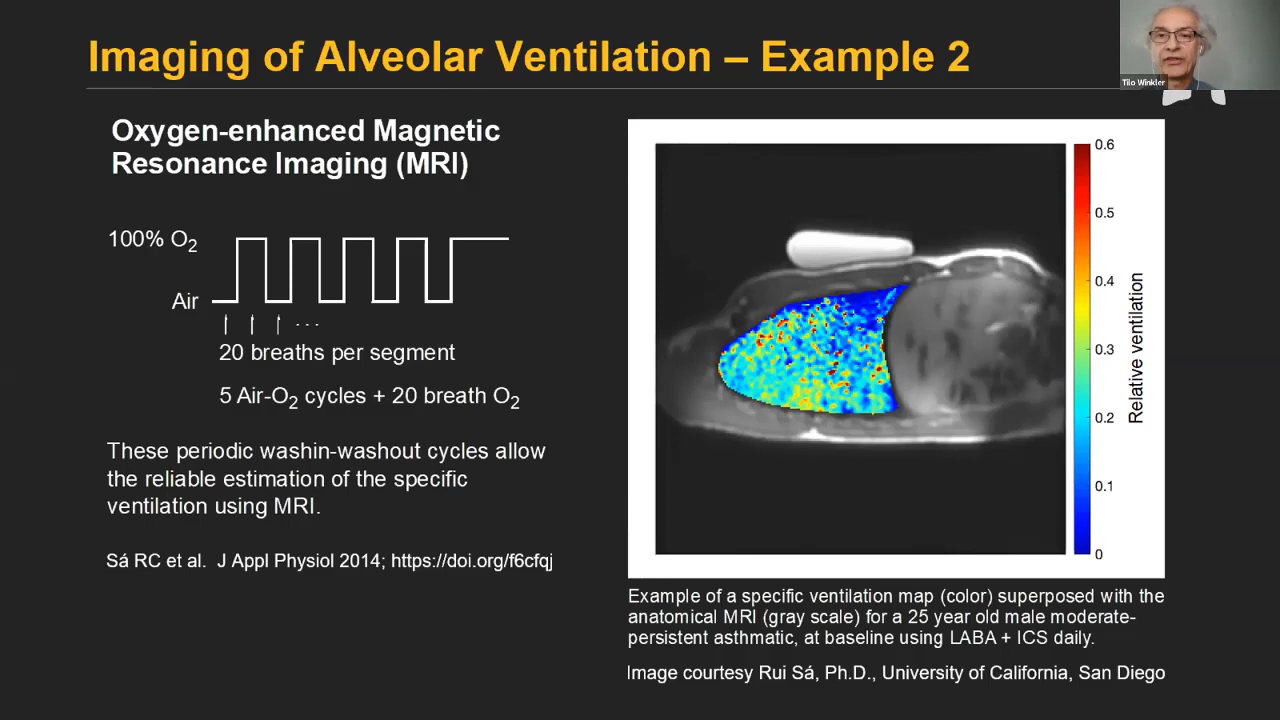 Imaging of Alveolar Ventilation – Example 2
Tilo Winkler
Oxygen-enhanced Magnetic
Resonance Imaging (MRI)
100% O₂
Air
. . .
20 breaths per segment
5 Air-O₂ cycles + 20 breath O₂
These periodic washin-washout cycles allow
the reliable estimation of the specific
ventilation using MRI.
Sá RC et al. J Appl Physiol 2014; https://doi.org/f6cfqj
0.6
0.5
0.4
0.3
0.2
0.1
0
Relative ventilation
Example of a specific ventilation map (color) superposed with the
anatomical MRI (gray scale) for a 25 year old male moderate-
persistent asthmatic, at baseline using LABA + ICS daily.
Image courtesy Rui Sá, Ph.D., University of California, San Diego